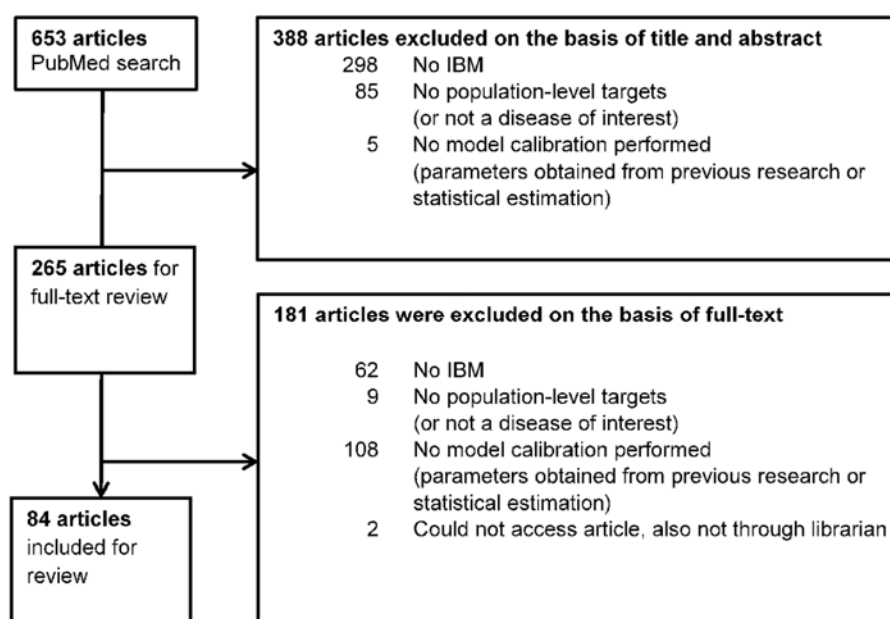 653 articles
PubMed search
388 articles excluded on the basis of title and abstract
298 No IBM
85 No population-level targets
(or not a disease of interest)
5 No model calibration performed
(parameters obtained from previous research or
statistical estimation)
265 articles for
full-text review
181 articles were excluded on the basis of full-text
62 No IBM
9 No population-level targets
(or not a disease of interest)
108 No model calibration performed
(parameters obtained from previous research or
statistical estimation)
2 Could not access article, also not through librarian
84 articles
included for
review